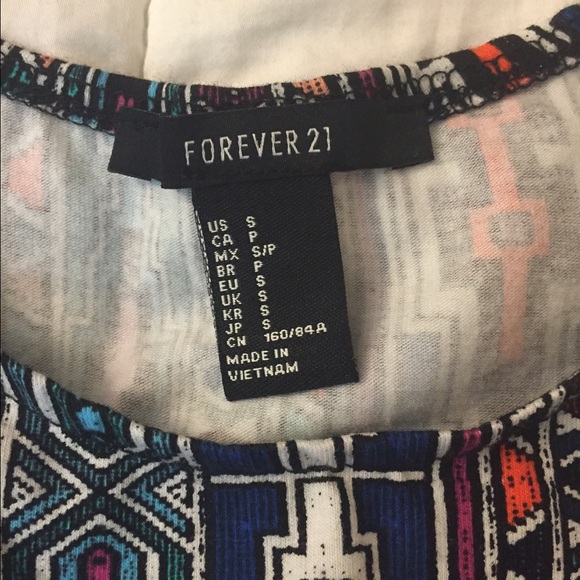 FOREVER 21
US S
CA P
MX S/P
BR P
EU S
UK S
KR S
JP S
CN 160/84A
MADE IN
VIETNAM